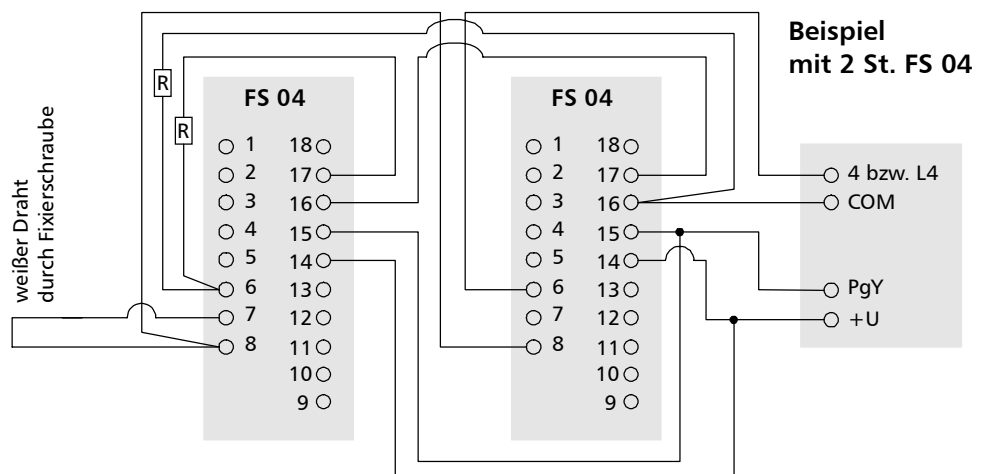 Beispiel
mit 2 St. FS 04
R
R
weißer Draht
durch Fixierschraube
FS 04
1 18
2 17
3 16
4 15
5 14
6 13
7 12
8 11
10
9
FS 04
1 18
2 17
3 16
4 15
5 14
6 13
7 12
8 11
10
9
4 bzw. L4
COM
PgY
+U